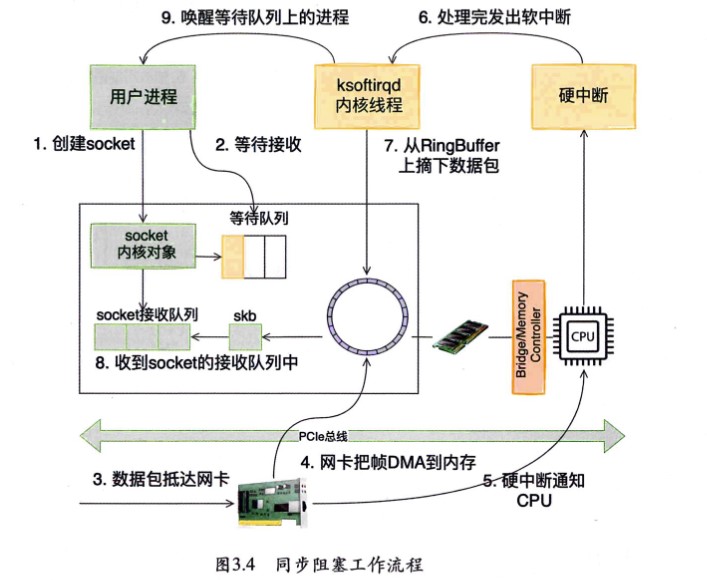 9. 唤醒等待队列上的进程
6. 处理完发出软中断
用户进程
ksoftirqd
内核线程
硬中断
1. 创建socket
2. 等待接收
7. 从RingBuffer
上摘下数据包
等待队列
socket
内核对象
socket接收队列
skb
8. 收到socket的接收队列中
Bridge/Memory
Controller
CPU
PCIe总线
3. 数据包抵达网卡
4. 网卡把帧DMA到内存
5. 硬中断通知
CPU
图3.4 同步阻塞工作流程